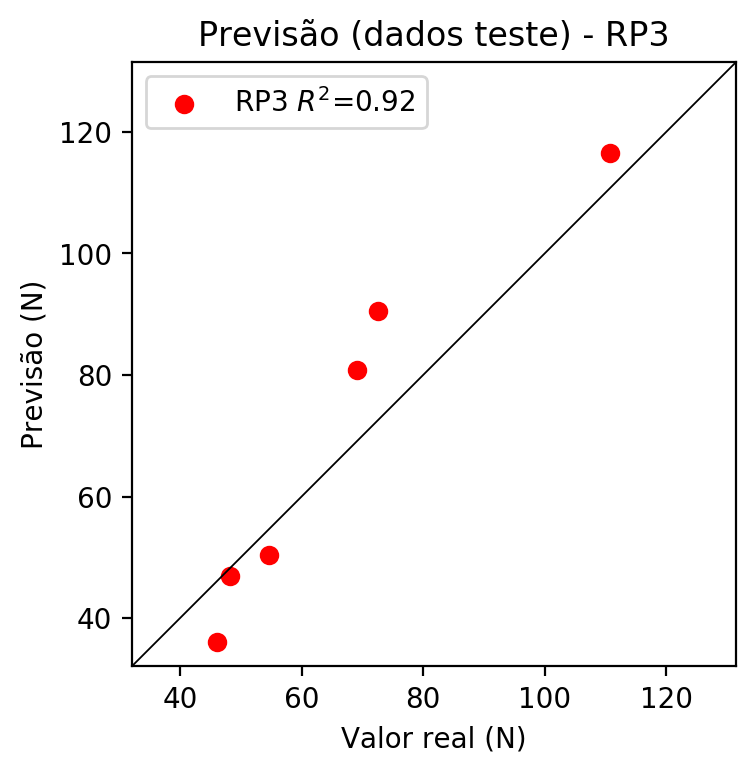 Previsão (dados teste) - RP3
RP3 R²=0.92
120
100
80
60
40
Previsão (N)
40 60 80 100 120
Valor real (N)